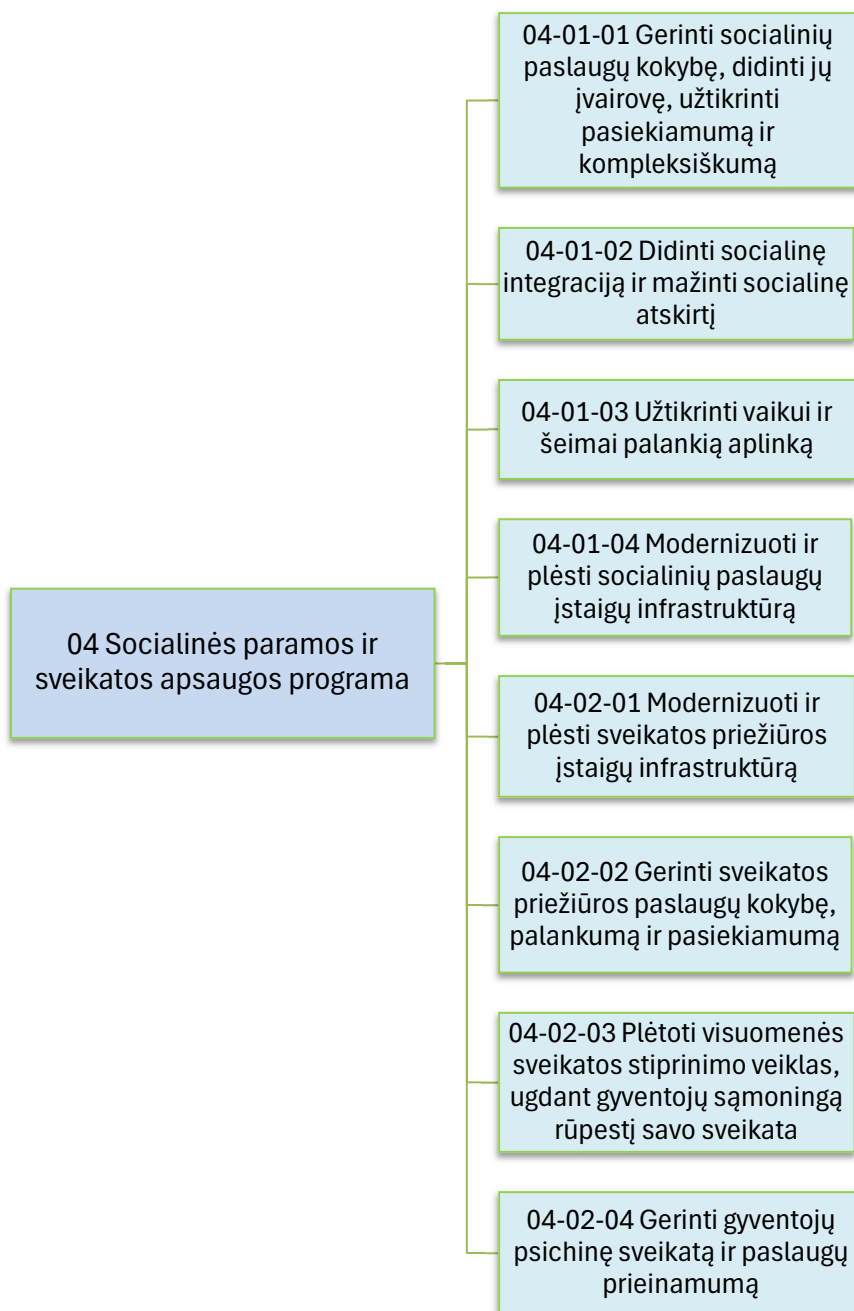 04-01-01 Gerinti socialinių
paslaugų kokybę, didinti jų
įvairovę, užtikrinti
pasiekiamumą ir
kompleksiškumą
04-01-02 Didinti socialinę
integraciją ir mažinti socialinę
atskirtį
04-01-03 Užtikrinti vaikui ir
šeimai palankią aplinką
04-01-04 Modernizuoti ir
plėsti socialinių paslaugų
įstaigų infrastruktūrą
04 Socialinės paramos ir
sveikatos apsaugos programa
04-02-01 Modernizuoti ir
plėsti sveikatos priežiūros
įstaigų infrastruktūrą
04-02-02 Gerinti sveikatos
priežiūros paslaugų kokybę,
palankumą ir pasiekiamumą
04-02-03 Plėtoti visuomenės
sveikatos stiprinimo veiklas,
ugdant gyventojų sąmoningą
rūpestį savo sveikata
04-02-04 Gerinti gyventojų
psichinę sveikatą ir paslaugų
prieinamumą